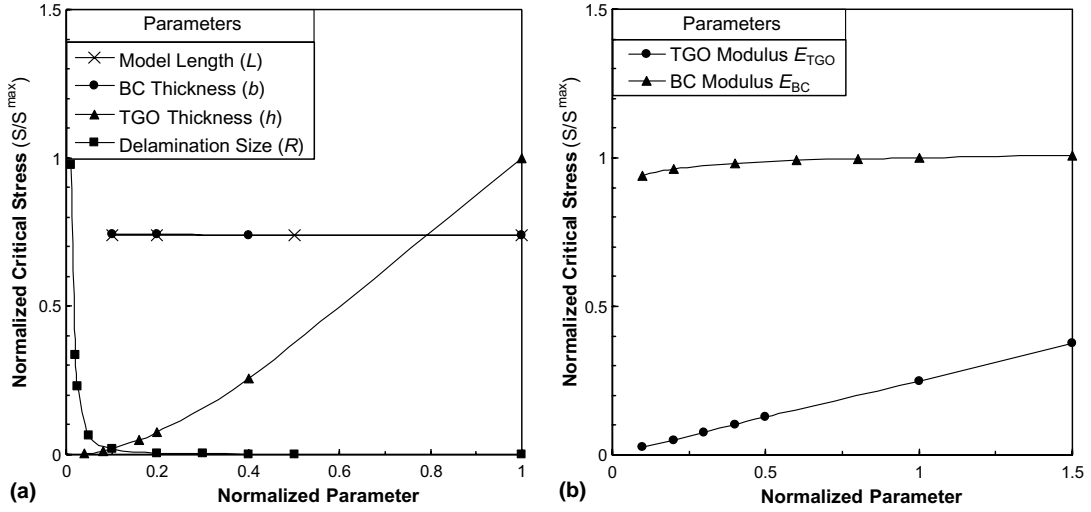 Parameters
Model Length (L)
BC Thickness (b)
TGO Thickness (h)
Delamination Size (R)
Normalized Critical Stress (S/S^max)
1.5
1
0.5
0
0 0.2 0.4 0.6 0.8 1
Normalized Parameter
(a)
Parameters
TGO Modulus E_TGO
BC Modulus E_BC
Normalized Critical Stress (S/S^max)
1.5
1
0.5
0
0 0.5 1 1.5
Normalized Parameter
(b)